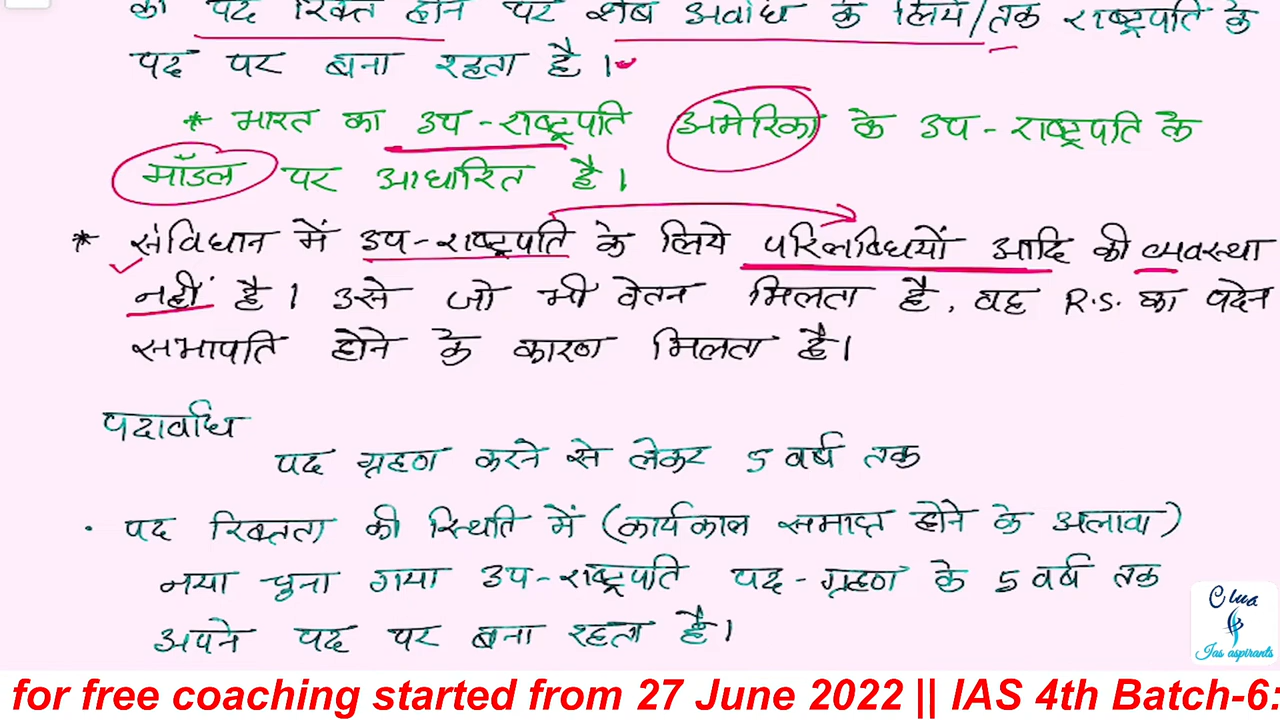 का पद रिक्त होने पर शेष अवधि के लिये/तक राष्ट्रपति के
पद पर बना रहता है।
* भारत का उप-राष्ट्रपति अमेरिका के उप-राष्ट्रपति के
मॉडल पर आधारित है।
* संविधान में उप-राष्ट्रपति के लिये परिलब्धियों आदि की व्यवस्था
नहीं है। उसे जो भी वेतन मिलता है, वह R.S. का पदेन
सभापति होने के कारण मिलता है।
पदावधि
पद ग्रहण करने से लेकर 5 वर्ष तक
· पद रिक्तता की स्थिति में (कार्यकाल समाप्त होने के अलावा)
नया चुना गया उप-राष्ट्रपति पद-ग्रहण के 5 वर्ष तक
अपने पद पर बना रहता है।
Clue
Ias aspirants
for free coaching started from 27 June 2022 || IAS 4th Batch-6: